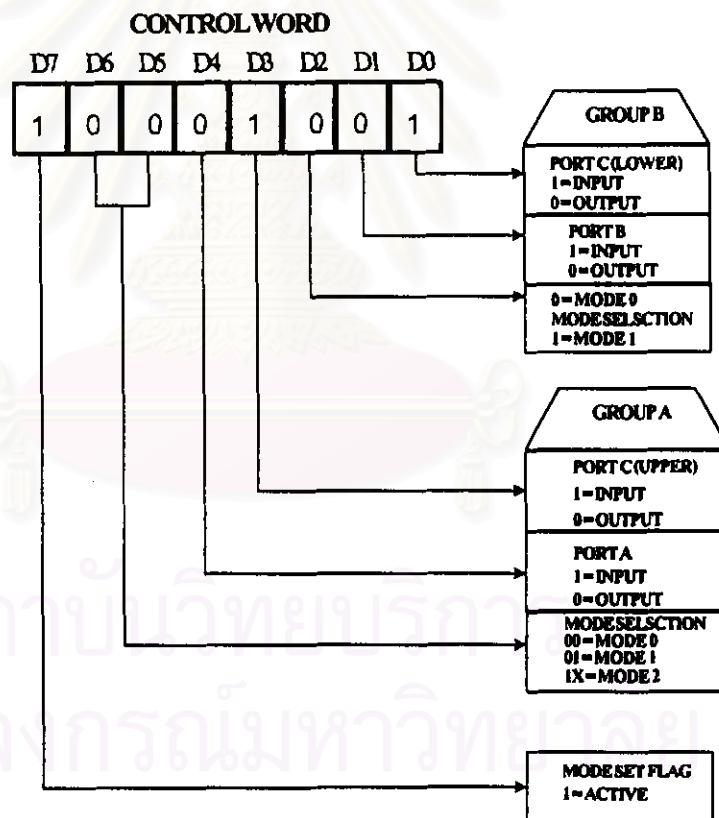 CONTROL WORD
D7 D6 D5 D4 D3 D2 D1 D0
1 0 0 0 1 0 0 1
GROUP B
PORT C (LOWER)
1=INPUT
0=OUTPUT
PORT B
1=INPUT
0=OUTPUT
0=MODE 0
MODE SELSCTION
1=MODE 1
GROUP A
PORT C (UPPER)
1=INPUT
0=OUTPUT
PORT A
1=INPUT
0=OUTPUT
MODE SELSCTION
00=MODE 0
01=MODE 1
1X=MODE 2
MODE SET FLAG
1=ACTIVE